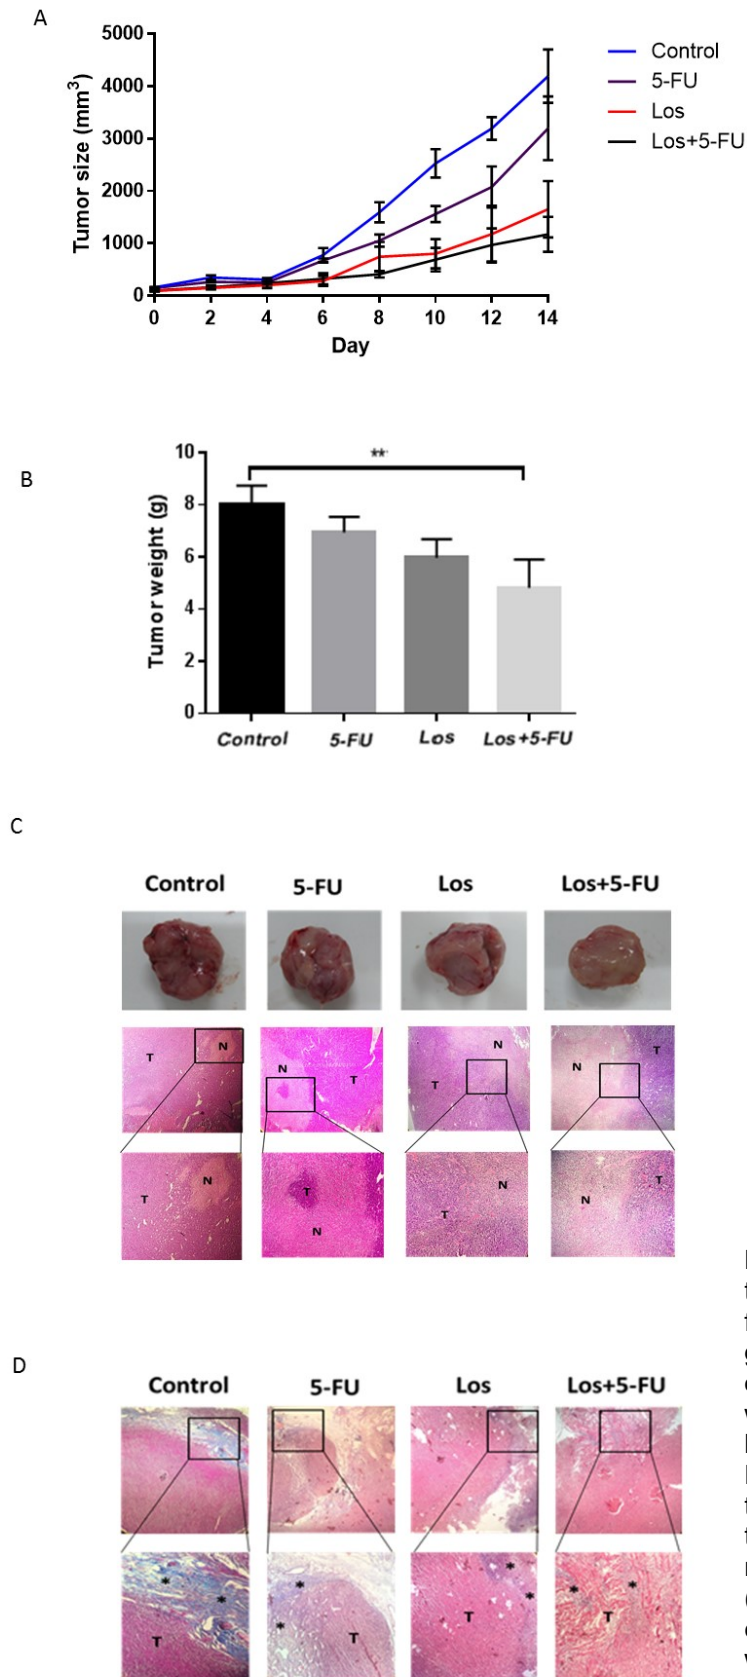 A
Tumor size (mm3)
5000
4000
3000
2000
1000
0
0 2 4 6 8 10 12 14
Day
Control
5-FU
Los
Los+5-FU
B
Tumor weight (g)
10
8
6
4
2
0
**
Control 5-FU Los Los+5-FU
C
Control 5-FU Los Los+5-FU
T N N T T N N T
T N T N T N N T
D
Control 5-FU Los Los+5-FU
* * * * * * * *
T T T T